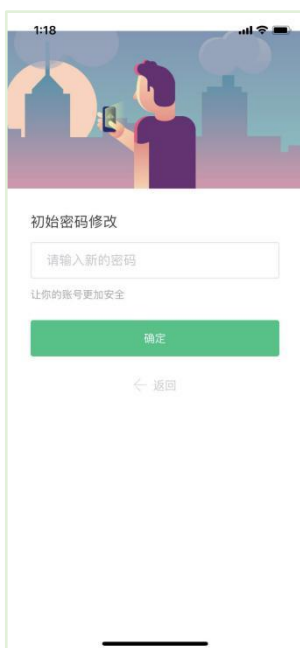 1:18
初始密码修改
请输入新的密码
让你的账号更加安全
确定
← 返回